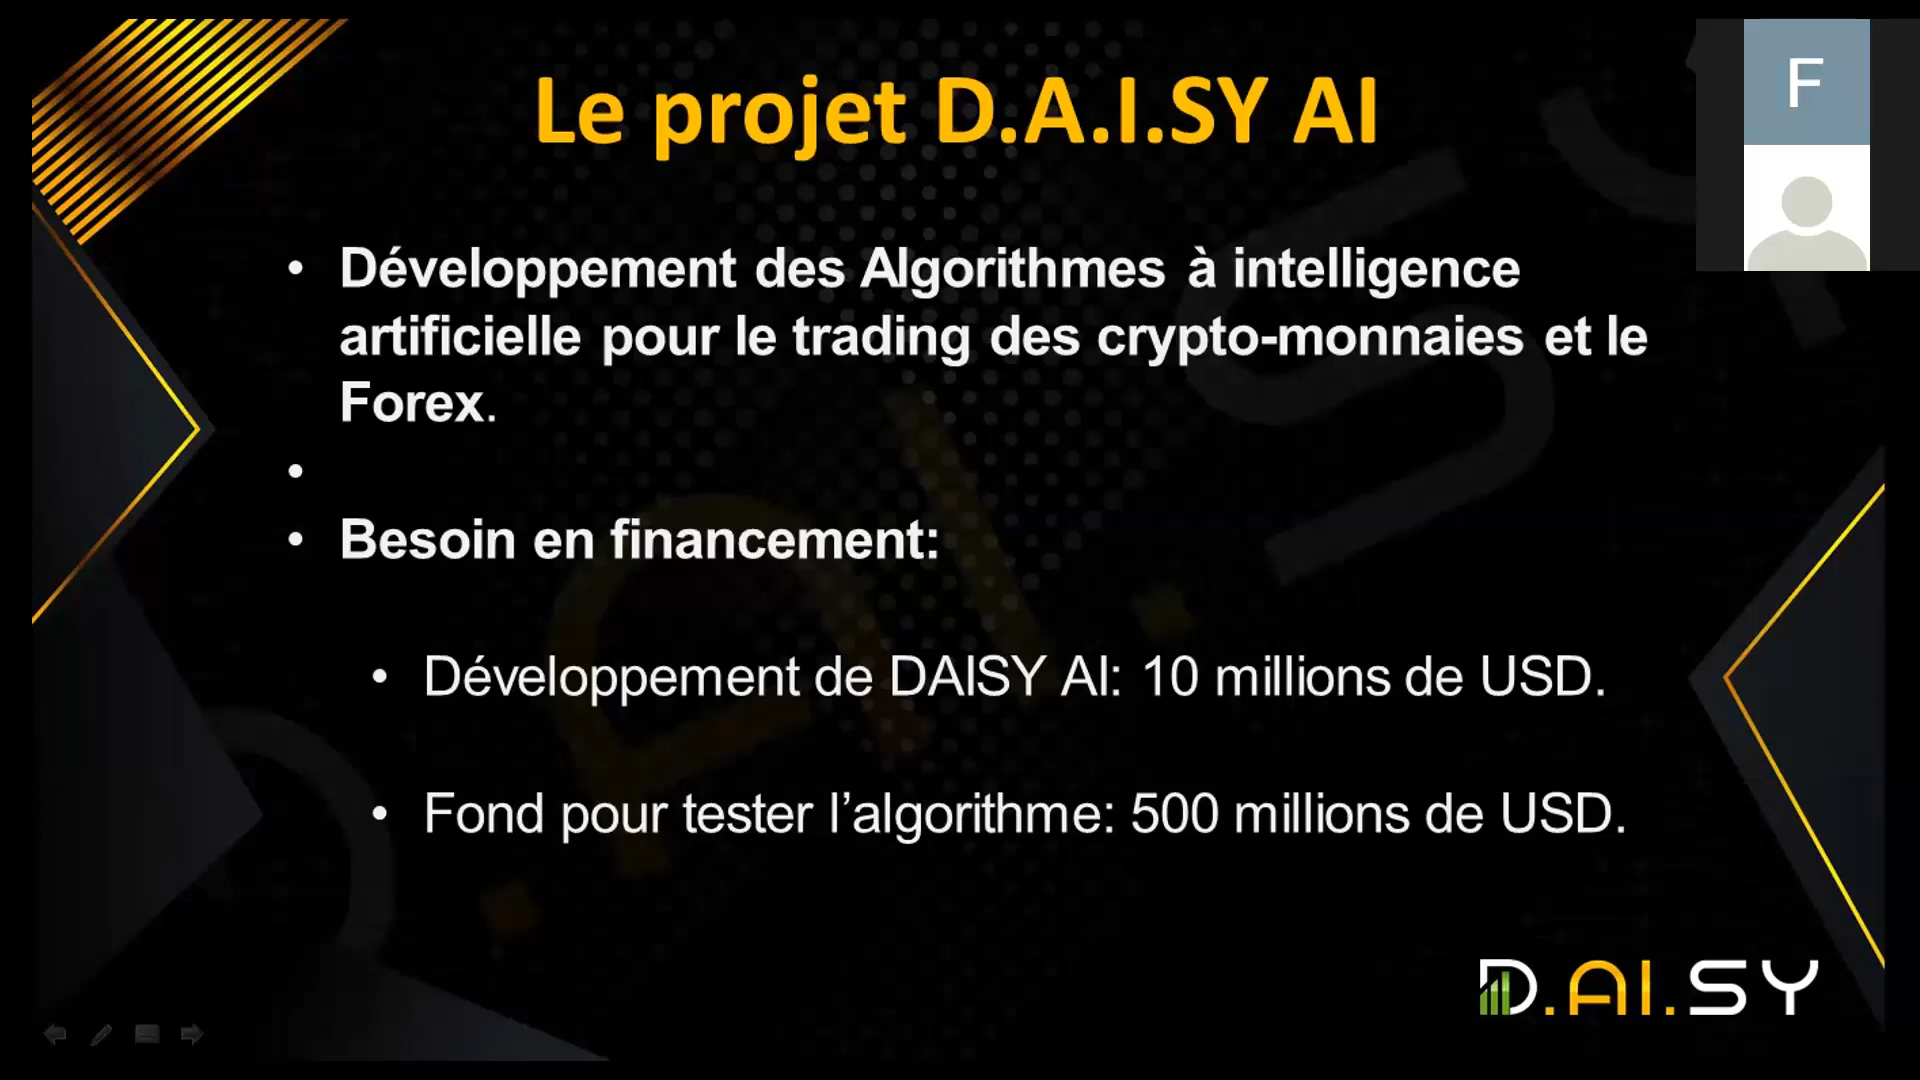 Le projet D.A.I.SY AI
F
• Développement des Algorithmes à intelligence
artificielle pour le trading des crypto-monnaies et le
Forex.
•
• Besoin en financement:
• Développement de DAISY AI: 10 millions de USD.
• Fond pour tester l’algorithme: 500 millions de USD.
D.AI.SY